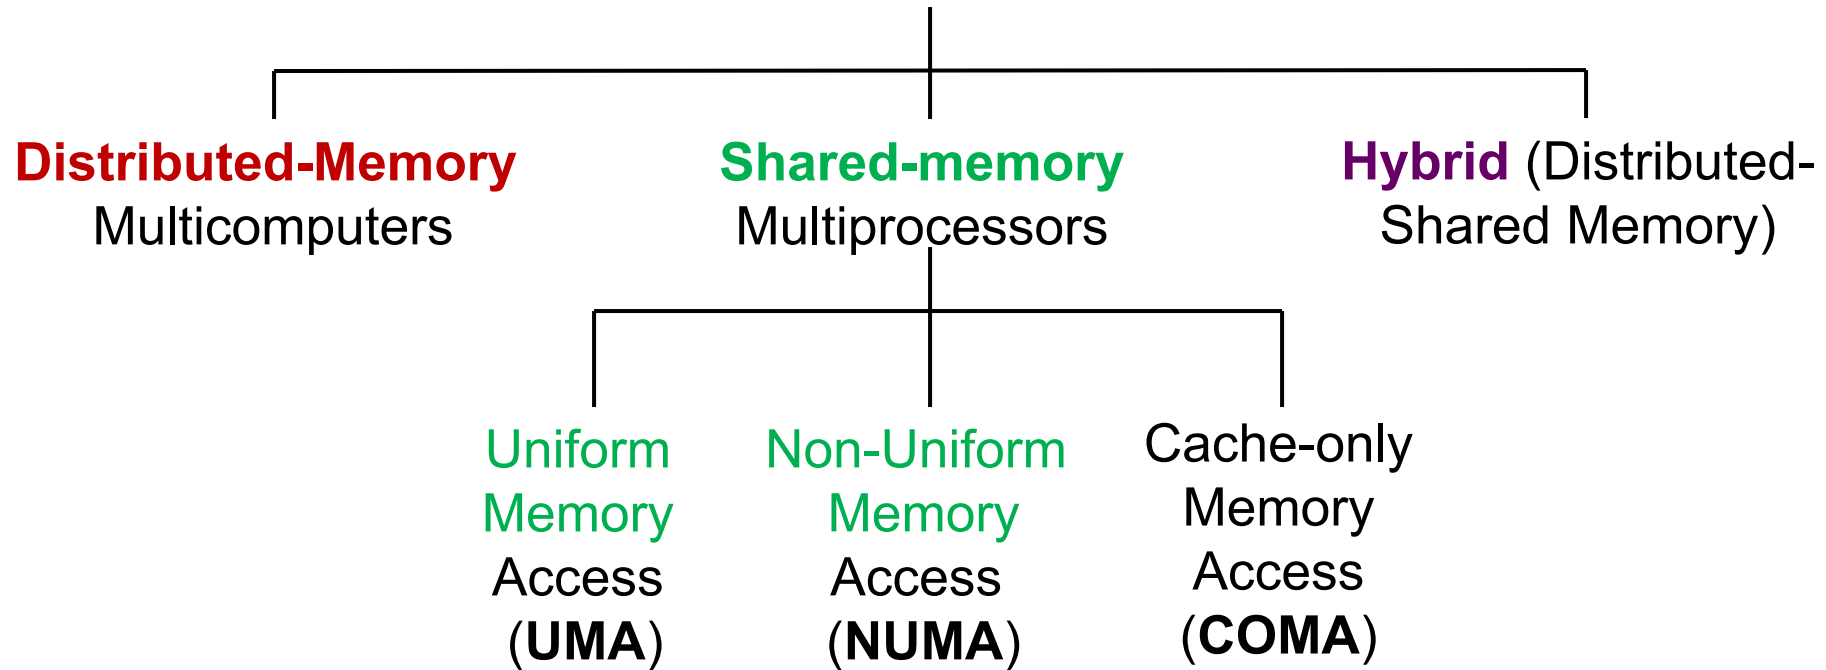 Distributed-Memory
Multicomputers
Shared-memory
Multiprocessors
Hybrid (Distributed-
Shared Memory)
Uniform
Memory
Access
(UMA)
Non-Uniform
Memory
Access
(NUMA)
Cache-only
Memory
Access
(COMA)